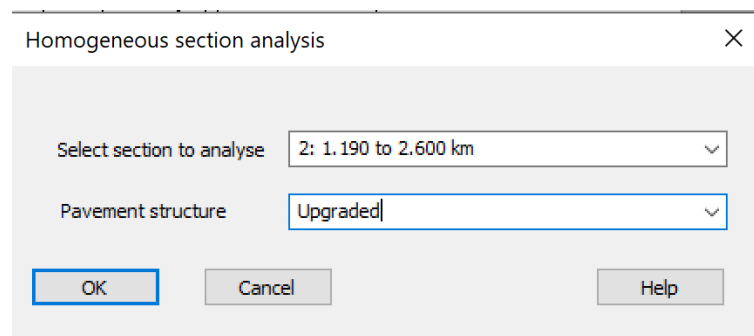 Homogeneous section analysis
Select section to analyse 2: 1.190 to 2.600 km
Pavement structure Upgraded
OK Cancel Help